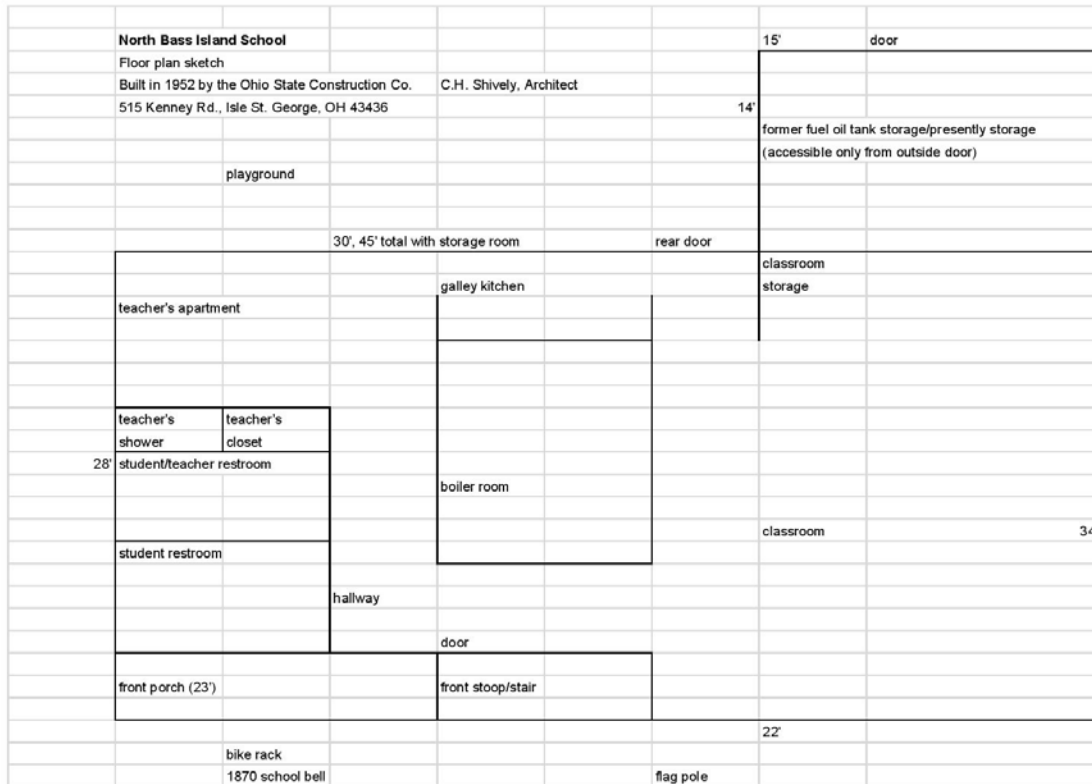 15' door
North Bass Island School
Floor plan sketch
Built in 1952 by the Ohio State Construction Co. C.H. Shively, Architect
515 Kenney Rd., Isle St. George, OH 43436 14'
former fuel oil tank storage/presently storage
(accessible only from outside door)
playground
30', 45' total with storage room rear door
classroom
galley kitchen storage
teacher's apartment
teacher's teacher's
shower closet
28' student/teacher restroom
boiler room
classroom 34
student restroom
hallway
door
front porch (23') front stoop/stair
22'
bike rack
1870 school bell flag pole